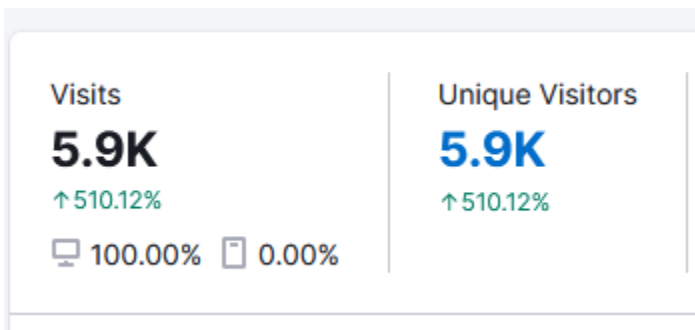 Visits
5.9K
↑510.12%
100.00% 0.00%
Unique Visitors
5.9K
↑510.12%